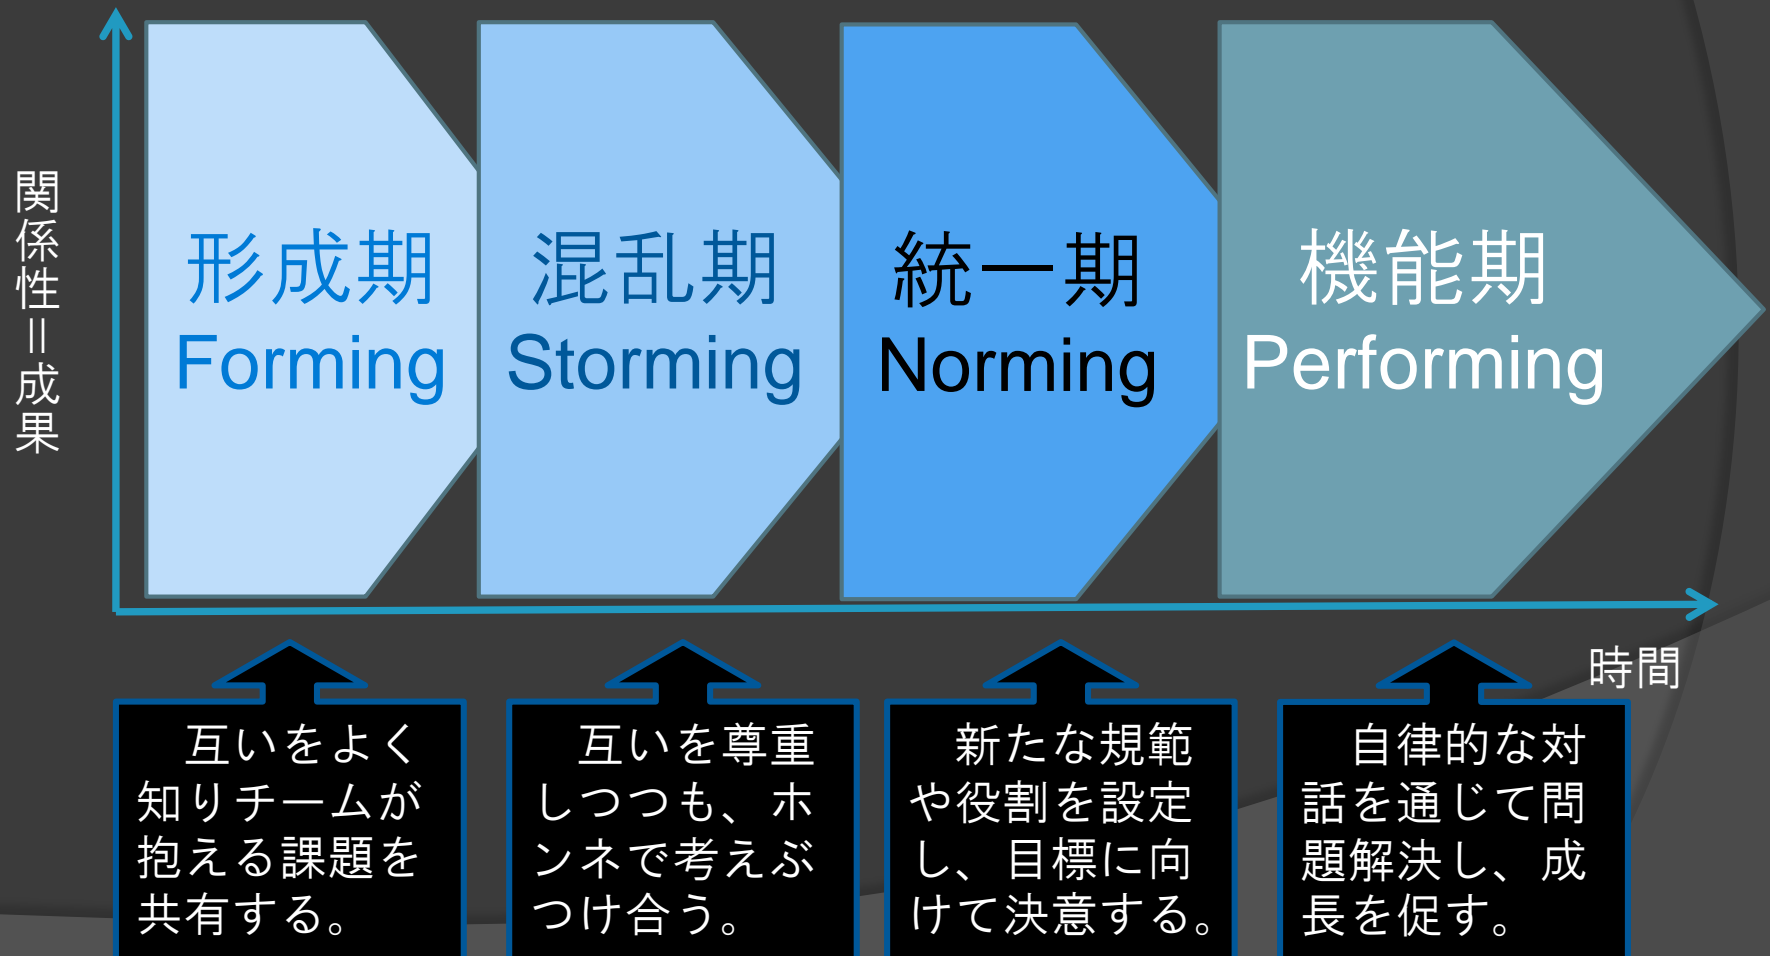 関係性＝成果
形成期
Forming
混乱期
Storming
統一期
Norming
機能期
Performing
時間
互いをよく
知りチームが
抱える課題を
共有する。
互いを尊重
しつつも、ホ
ンネで考えぶ
つけ合う。
新たな規範
や役割を設定
し、目標に向
けて決意する。
自律的な対
話を通じて問
題解決し、成
長を促す。